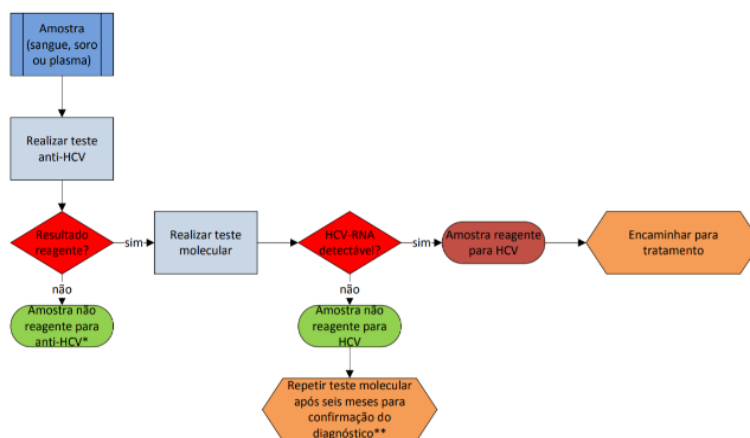 Amostra
(sangue, soro
ou plasma)
Realizar teste
anti-HCV
Resultado
reagente?
sim
Realizar teste
molecular
HCV-RNA
detectável?
sim
Amostra reagente
para HCV
Encaminhar para
tratamento
não
não
Amostra não
reagente para
anti-HCV*
Amostra não
reagente para
HCV
Repetir teste molecular
após seis meses para
confirmação do
diagnóstico**